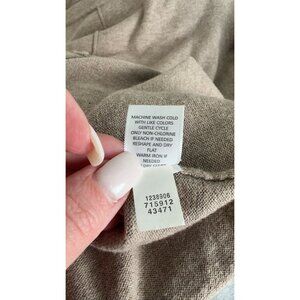 MACHINE WASH COLD
WITH LIKE COLORS
GENTLE CYCLE
ONLY NON-CHLORINE
BLEACH IF NEEDED
RESHAPE AND DRY
FLAT
WARM IRON IF
NEEDED
1238906
715912
43471